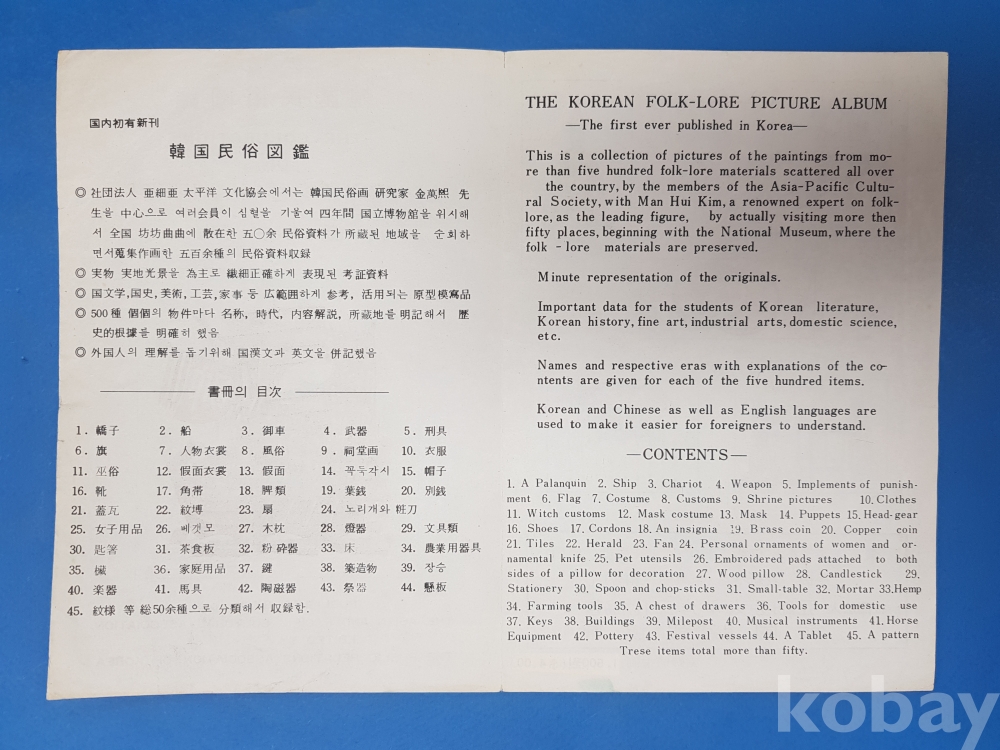 国内初有新刊
韓国民俗図鑑
◎ 社団法人 亜細亜 太平洋 文化協会에서는 韓国民俗画 研究家 金萬熙 先
生을 中心으로 여러会員이 심혈을 기울여 四年間 国立博物館을 위시해
서 全国 坊坊曲曲에 散在한 五〇余 民俗資料가 所蔵된 地域을 순회하
면서蒐集作画한 五百余種의 民俗資料収録
◎ 実物 実地光景을 為主로 纖細正確하게 表現된 考証資料
◎ 国文学,国史,美術,工芸,家事 등 広範囲하게 参考, 活用되는 原型模寫品
◎ 500種 個個의 物件마다 名称, 時代, 内容解説, 所蔵地를 明記해서 歴
史的根據를 明確히 했음
◎ 外国人의 理解를 돕기위해 国漢文과 英文을 併記했음
書冊의 目次
1. 轎子 2. 船 3. 御車 4. 武器 5. 刑具
6. 旗 7. 人物衣裳 8. 風俗 9. 祠堂画 10. 衣服
11. 巫俗 12. 假面衣裳 13. 假面 14. 꼭둑각시 15. 帽子
16. 靴 17. 角帯 18. 牌類 19. 葉銭 20. 別銭
21. 蓋瓦 22. 紋塼 23. 扇 24. 노리개와 粧刀
25. 女子用品 26. 베겟모 27. 木枕 28. 燈器 29. 文具類
30. 匙箸 31. 茶食板 32. 粉砕器 33. 床 34. 農業用器具
35. 欌 36. 家庭用品 37. 鍵 38. 築造物 39. 장승
40. 楽器 41. 馬具 42. 陶磁器 43. 祭器 44. 懸板
45. 紋様 等 総50余種으로 分類해서 収録함.
THE KOREAN FOLK-LORE PICTURE ALBUM
—The first ever published in Korea—
This is a collection of pictures of the paintings from mo-
re than five hundred folk-lore materials scattered all over
the country, by the members of the Asia-Pacific Cultu-
ral Society, with Man Hui Kim, a renowned expert on folk-
lore, as the leading figure, by actually visiting more then
fifty places, beginning with the National Museum, where the
folk - lore materials are preserved.
Minute representation of the originals.
Important data for the students of Korean literature,
Korean history, fine art, industrial arts, domestic science,
etc.
Names and respective eras with explanations of the co-
ntents are given for each of the five hundred items.
Korean and Chinese as well as English languages are
used to make it easier for foreigners to understand.
—CONTENTS—
1. A Palanquin 2. Ship 3. Chariot 4. Weapon 5. Implements of punish-
ment 6. Flag 7. Costume 8. Customs 9. Shrine pictures 10. Clothes
11. Witch customs 12. Mask costume 13. Mask 14. Puppets 15. Head-gear
16. Shoes 17. Cordons 18. An insignia 19. Brass coin 20. Copper coin
21. Tiles 22. Herald 23. Fan 24. Personal ornaments of women and or-
namental knife 25. Pet utensils 26. Embroidered pads attached to both
sides of a pillow for decoration 27. Wood pillow 28. Candlestick 29.
Stationery 30. Spoon and chop-sticks 31. Small-table 32. Mortar 33. Hemp
34. Farming tools 35. A chest of drawers 36. Tools for domestic use
37. Keys 38. Buildings 39. Milepost 40. Musical instruments 41. Horse
Equipment 42. Pottery 43. Festival vessels 44. A Tablet 45. A pattern
Trese items total more than fifty.
kobay